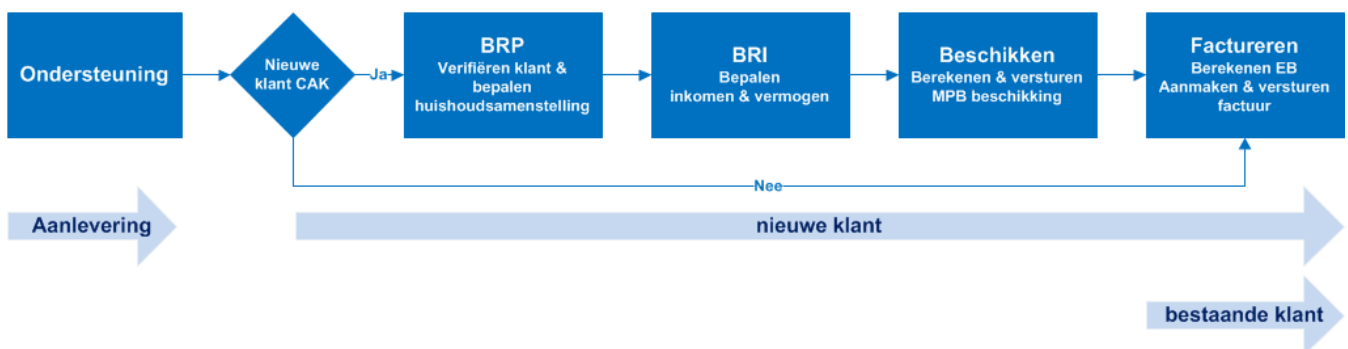 Ondersteuning
Nieuwe
klant CAK
Ja
BRP
Verifiëren klant &
bepalen
huishoudsamenstelling
BRI
Bepalen
inkomen & vermogen
Beschikken
Berekenen & versturen
MPB beschikking
Factureren
Berekenen EB
Aanmaken & versturen
factuur
Nee
Aanlevering
nieuwe klant
bestaande klant